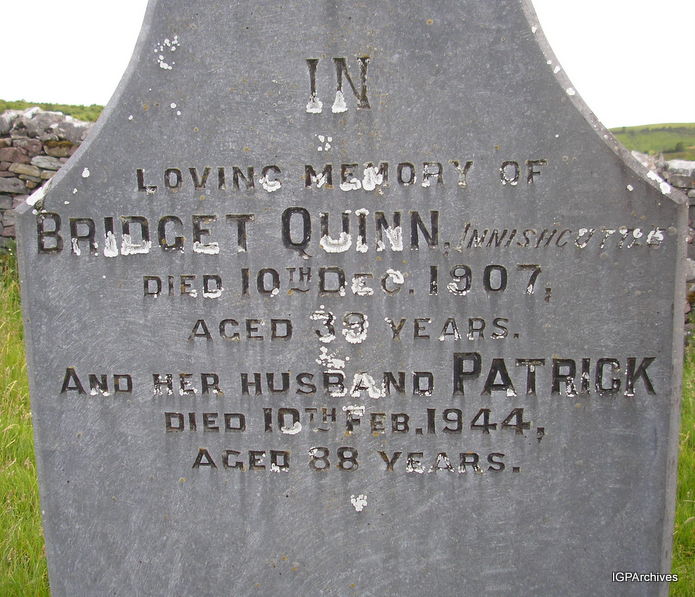 IN
LOVING MEMORY OF
BRIDGET QUINN, INNISHCUTTLE
DIED 10TH DEC. 1907,
AGED 39 YEARS.
AND HER HUSBAND PATRICK
DIED 10TH FEB. 1944,
AGED 88 YEARS.
IGPArchives